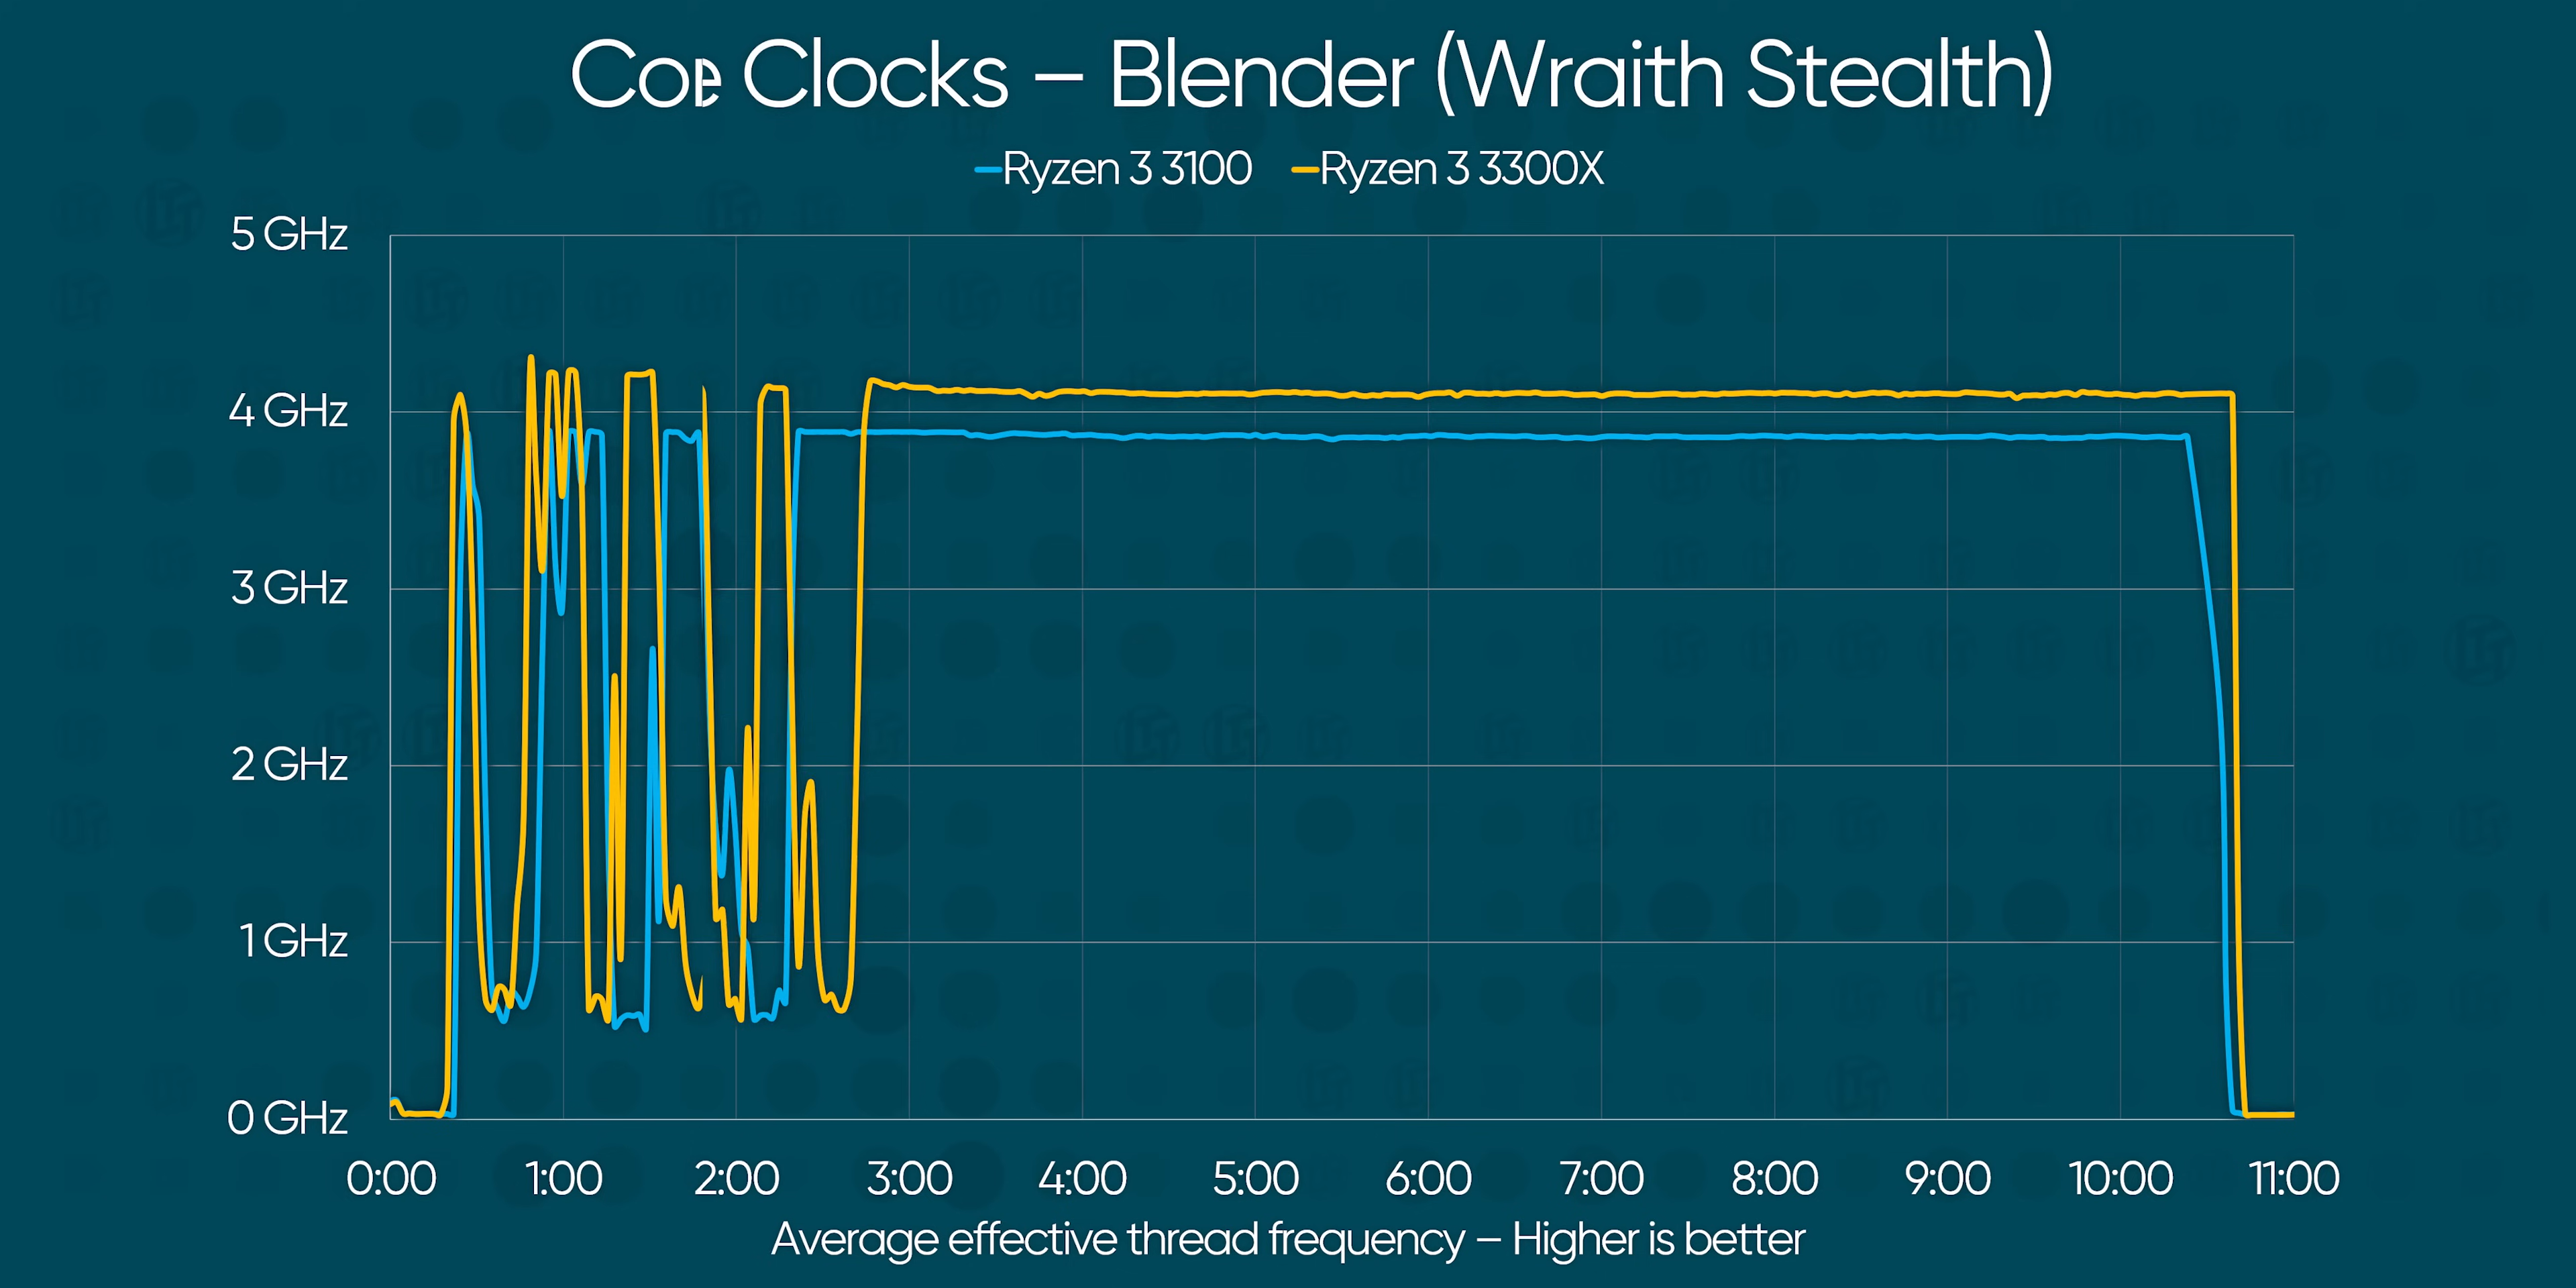 Coe Clocks – Blender (Wraith Stealth)
Ryzen 3 3100 Ryzen 3 3300X
5 GHz
4 GHz
3 GHz
2 GHz
1 GHz
0 GHz
0:00 1:00 2:00 3:00 4:00 5:00 6:00 7:00 8:00 9:00 10:00 11:00
Average effective thread frequency – Higher is better